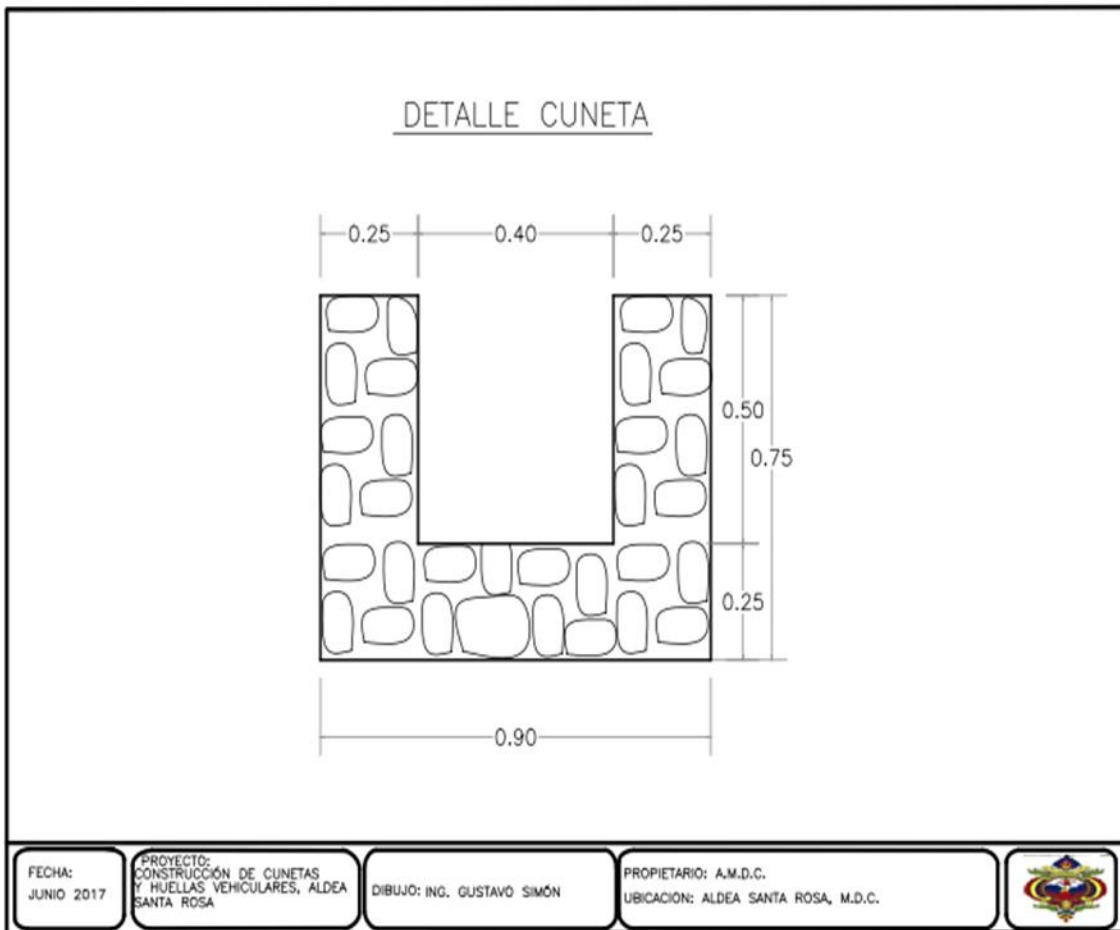 DETALLE CUNETA
0.25
0.40
0.25
0.50
0.75
0.25
0.90
FECHA:
JUNIO 2017
PROYECTO:
CONSTRUCCIÓN DE CUNETAS
Y HUELLAS VEHICULARES, ALDEA
SANTA ROSA
DIBUJO: ING. GUSTAVO SIMÓN
PROPIETARIO: A.M.D.C.
UBICACION: ALDEA SANTA ROSA, M.D.C.